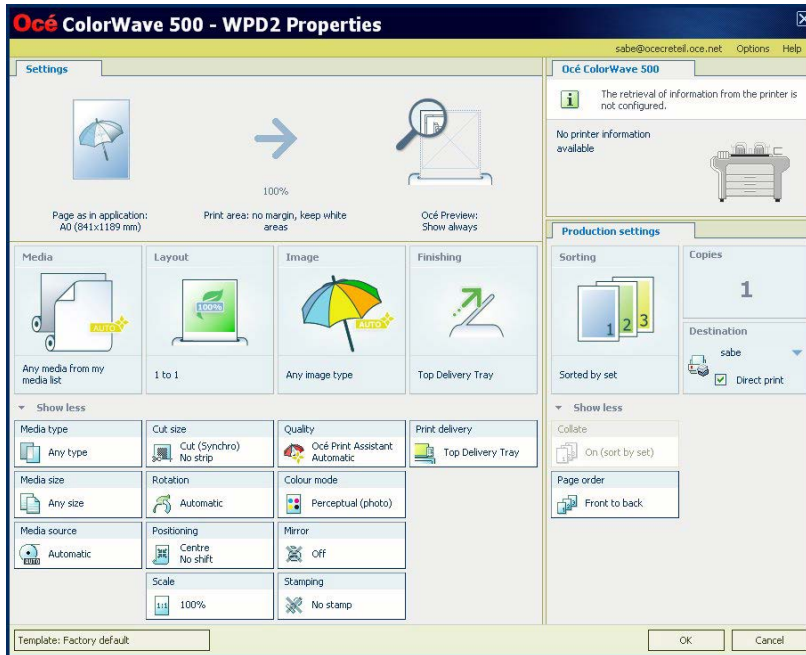 Océ ColorWave 500 - WPD2 Properties
sabe@ocecreteil.oce.net Options Help
Settings
100%
Page as in application:
A0 (841x1189 mm)
Print area: no margin, keep white
areas
Océ Preview:
Show always
Océ ColorWave 500
The retrieval of information from the printer is
not configured.
No printer information
available
Media
AUTO
Any media from my
media list
Layout
100%
1 to 1
Image
AUTO
Any image type
Finishing
Top Delivery Tray
Production settings
Sorting
1 2 3
Sorted by set
Copies
1
Destination
sabe
Direct print
Show less
Media type
Any type
Cut size
Cut (Synchro)
No strip
Quality
Océ Print Assistant
Automatic
Print delivery
Top Delivery Tray
Media size
Any size
Rotation
Automatic
Colour mode
Perceptual (photo)
Media source
AUTO
Automatic
Positioning
Centre
No shift
Mirror
Off
Scale
1:1
100%
Stamping
No stamp
Show less
Collate
On (sort by set)
Page order
Front to back
Template: Factory default
OK
Cancel